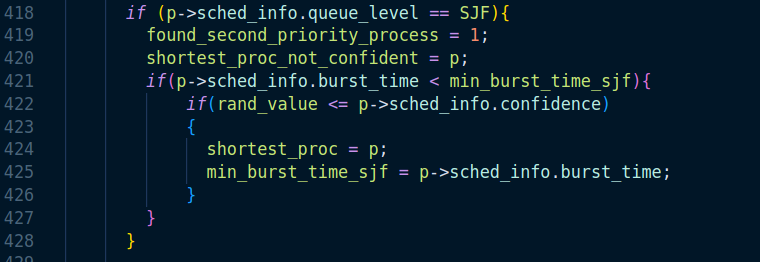 418 if (p->sched_info.queue_level == SJF){
419 found_second_priority_process = 1;
420 shortest_proc_not_confident = p;
421 if(p->sched_info.burst_time < min_burst_time_sjf){
422 if(rand_value <= p->sched_info.confidence)
423 {
424 shortest_proc = p;
425 min_burst_time_sjf = p->sched_info.burst_time;
426 }
427 }
428 }
429